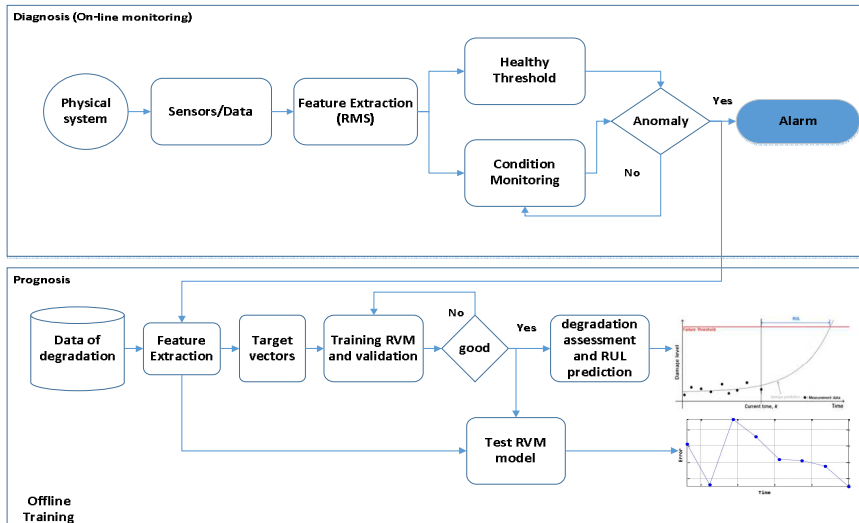 Diagnosis (On-line monitoring)
Physical
system
Sensors/Data
Feature Extraction
(RMS)
Healthy
Threshold
Condition
Monitoring
Anomaly
Yes
No
Alarm
Prognosis
Data of
degradation
Feature
Extraction
Target
vectors
Training RVM
and validation
No
good
Yes
degradation
assessment
and RUL
prediction
Test RVM
model
RUL
Failure Threshold
Damage level
: Measurement data
Current time, k
Time
Error
Time
Offline
Training